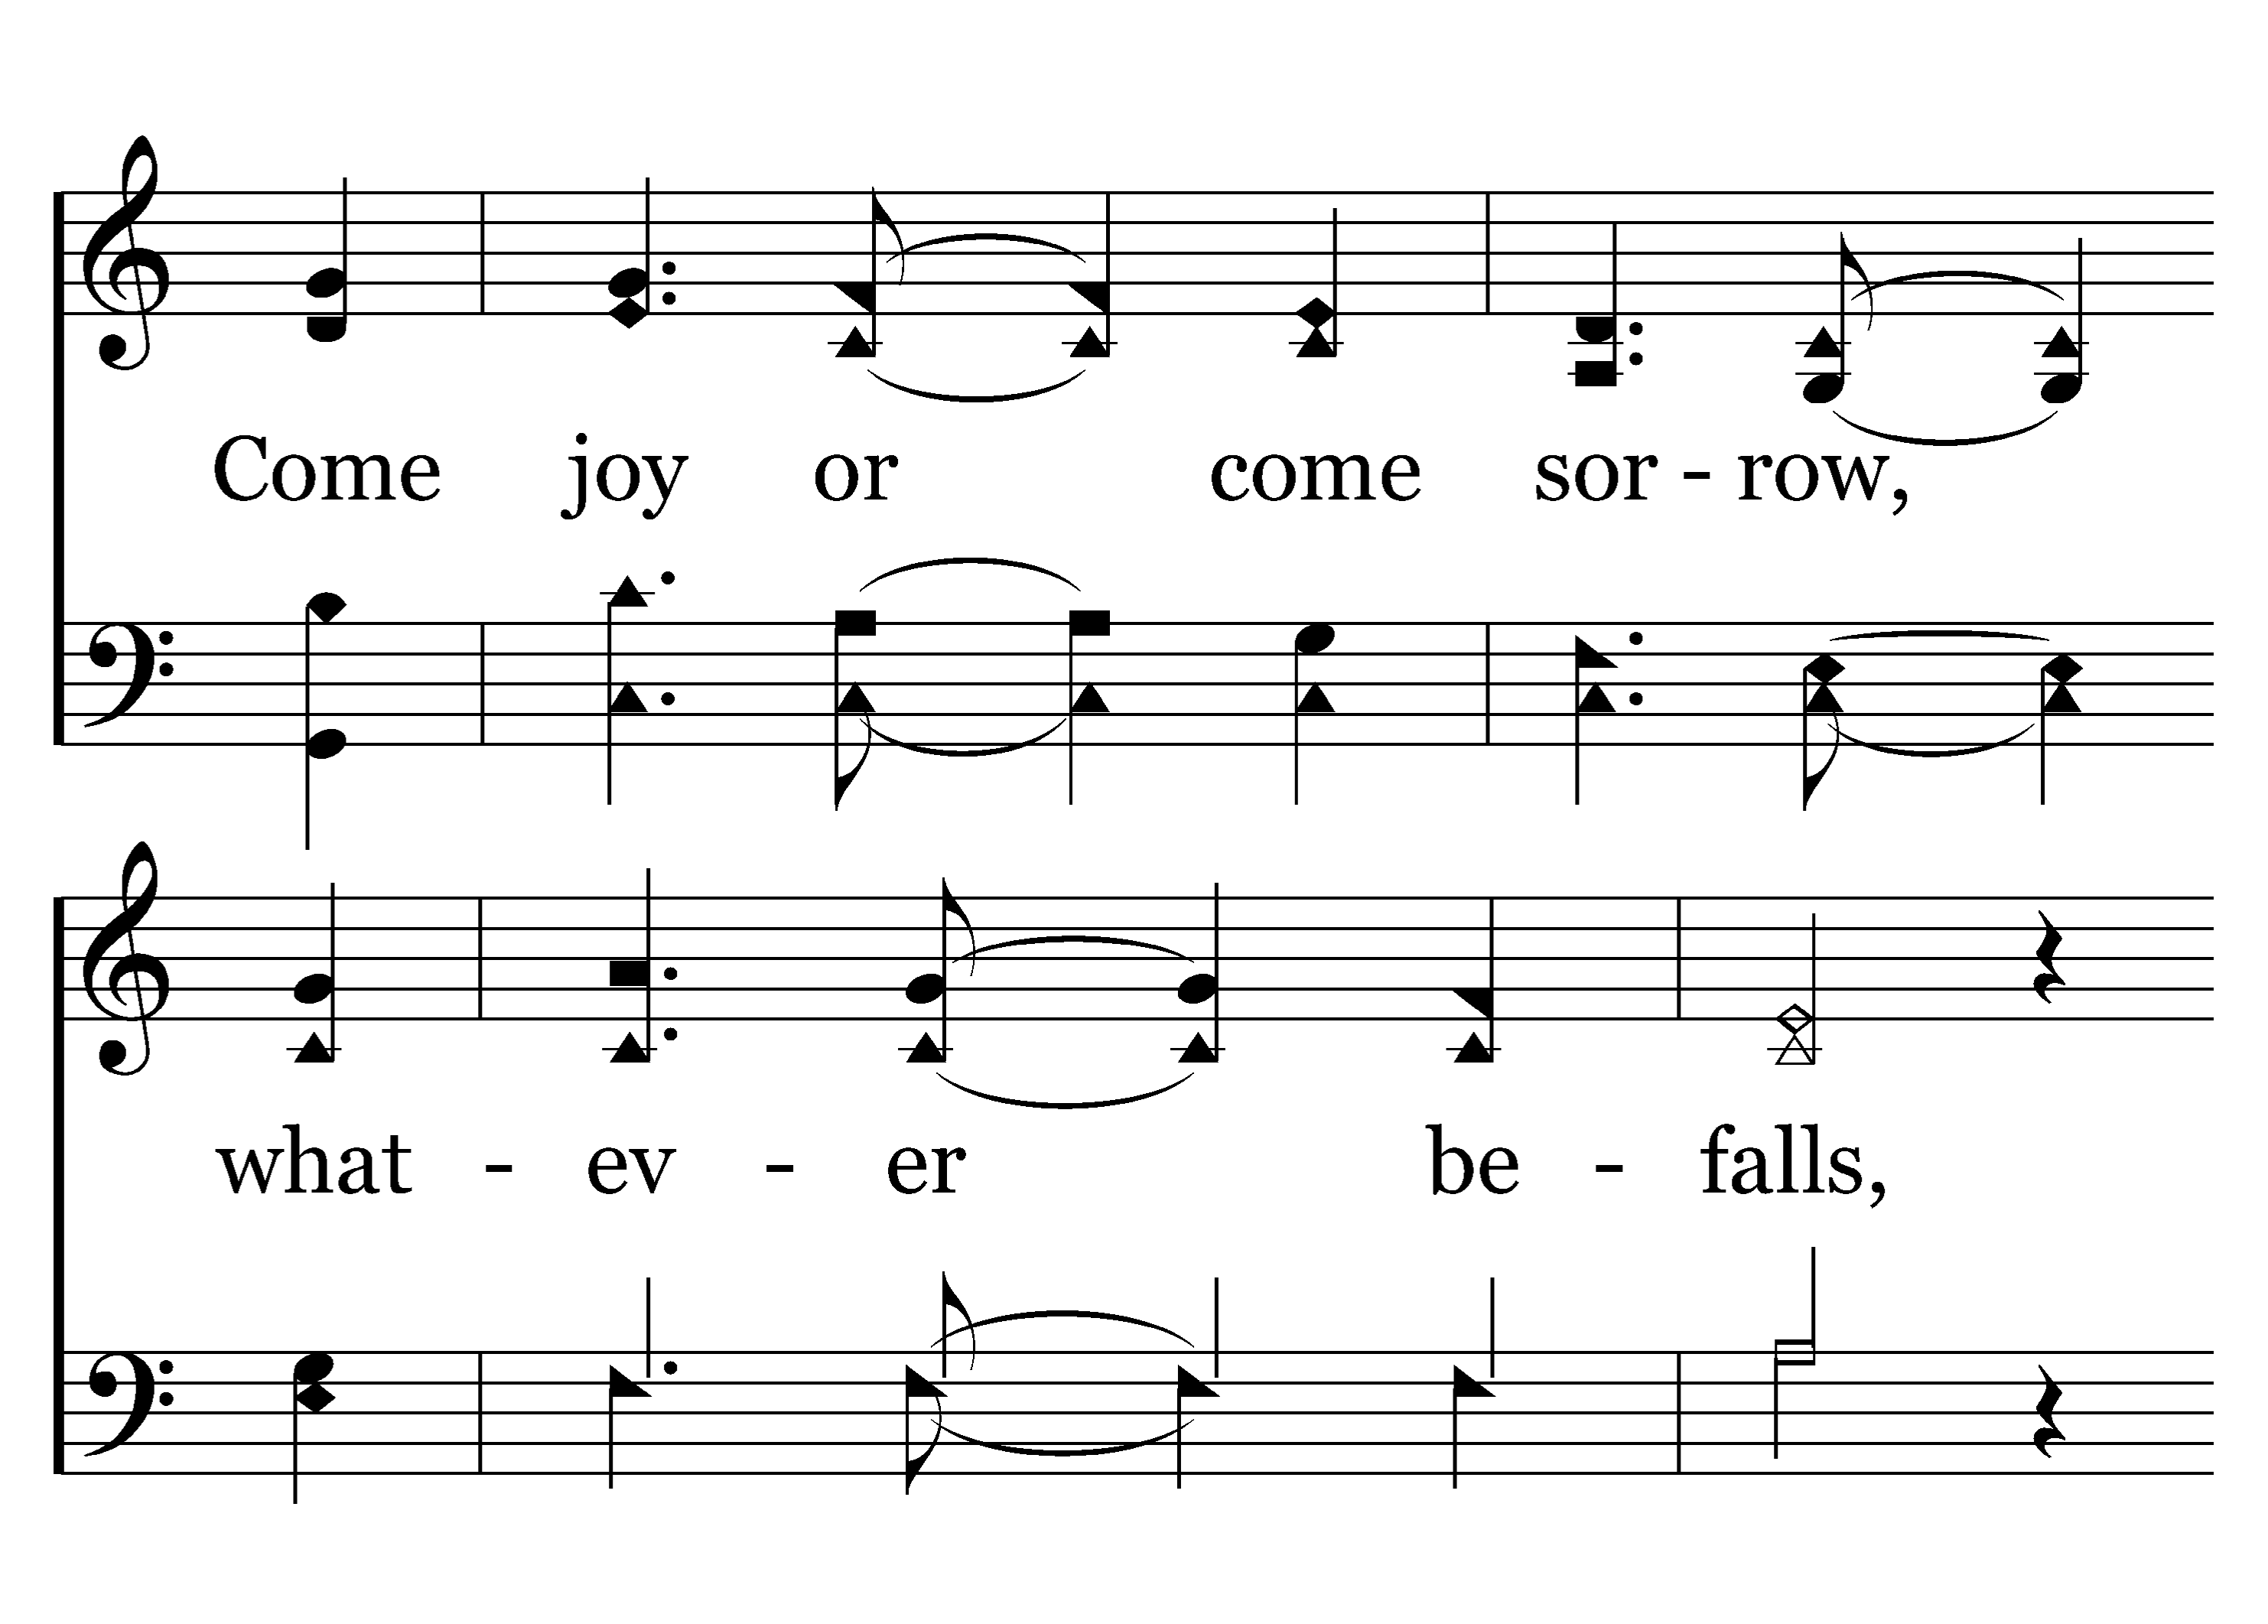 Come joy or come sor - row,
what - ev - er be - falls,